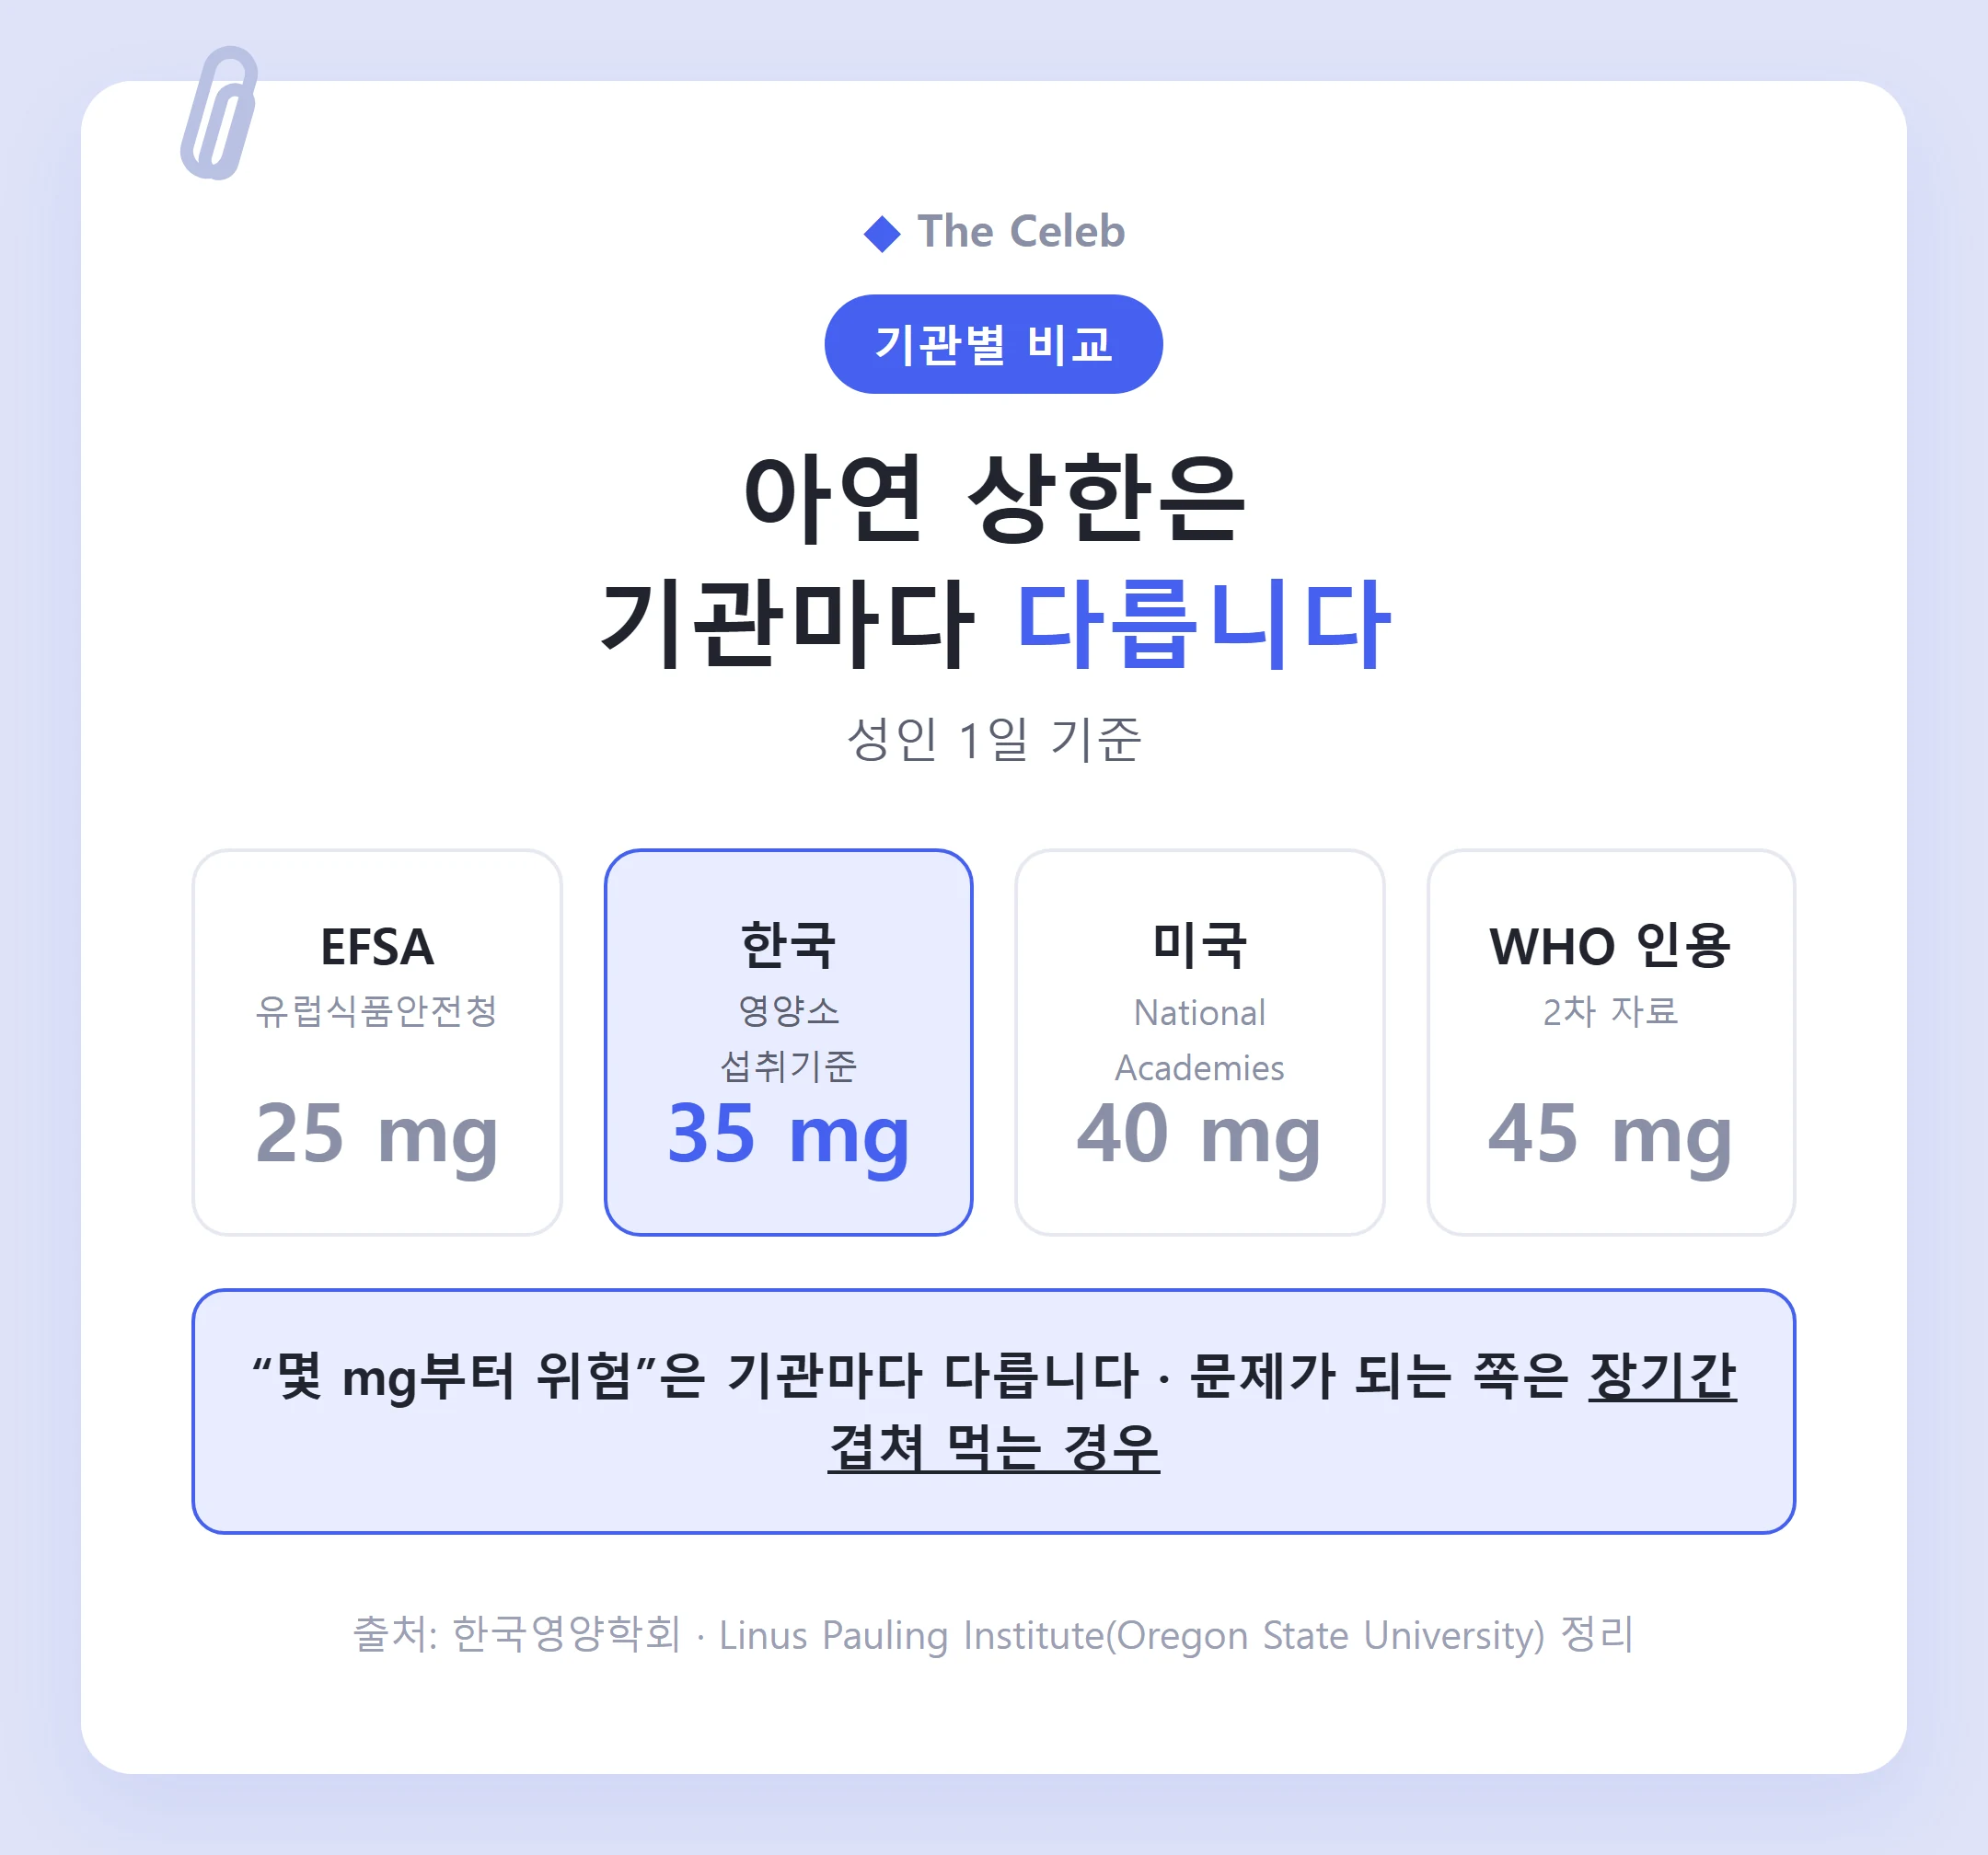 The Celeb
기관별 비교
아연 상한은
기관마다 다릅니다
성인 1일 기준
EFSA
유럽식품안전청
25 mg
한국
영양소
섭취기준
35 mg
미국
National
Academies
40 mg
WHO 인용
2차 자료
45 mg
“몇 mg부터 위험”은 기관마다 다릅니다 · 문제가 되는 쪽은 장기간
겹쳐 먹는 경우
출처: 한국영양학회 · Linus Pauling Institute(Oregon State University) 정리